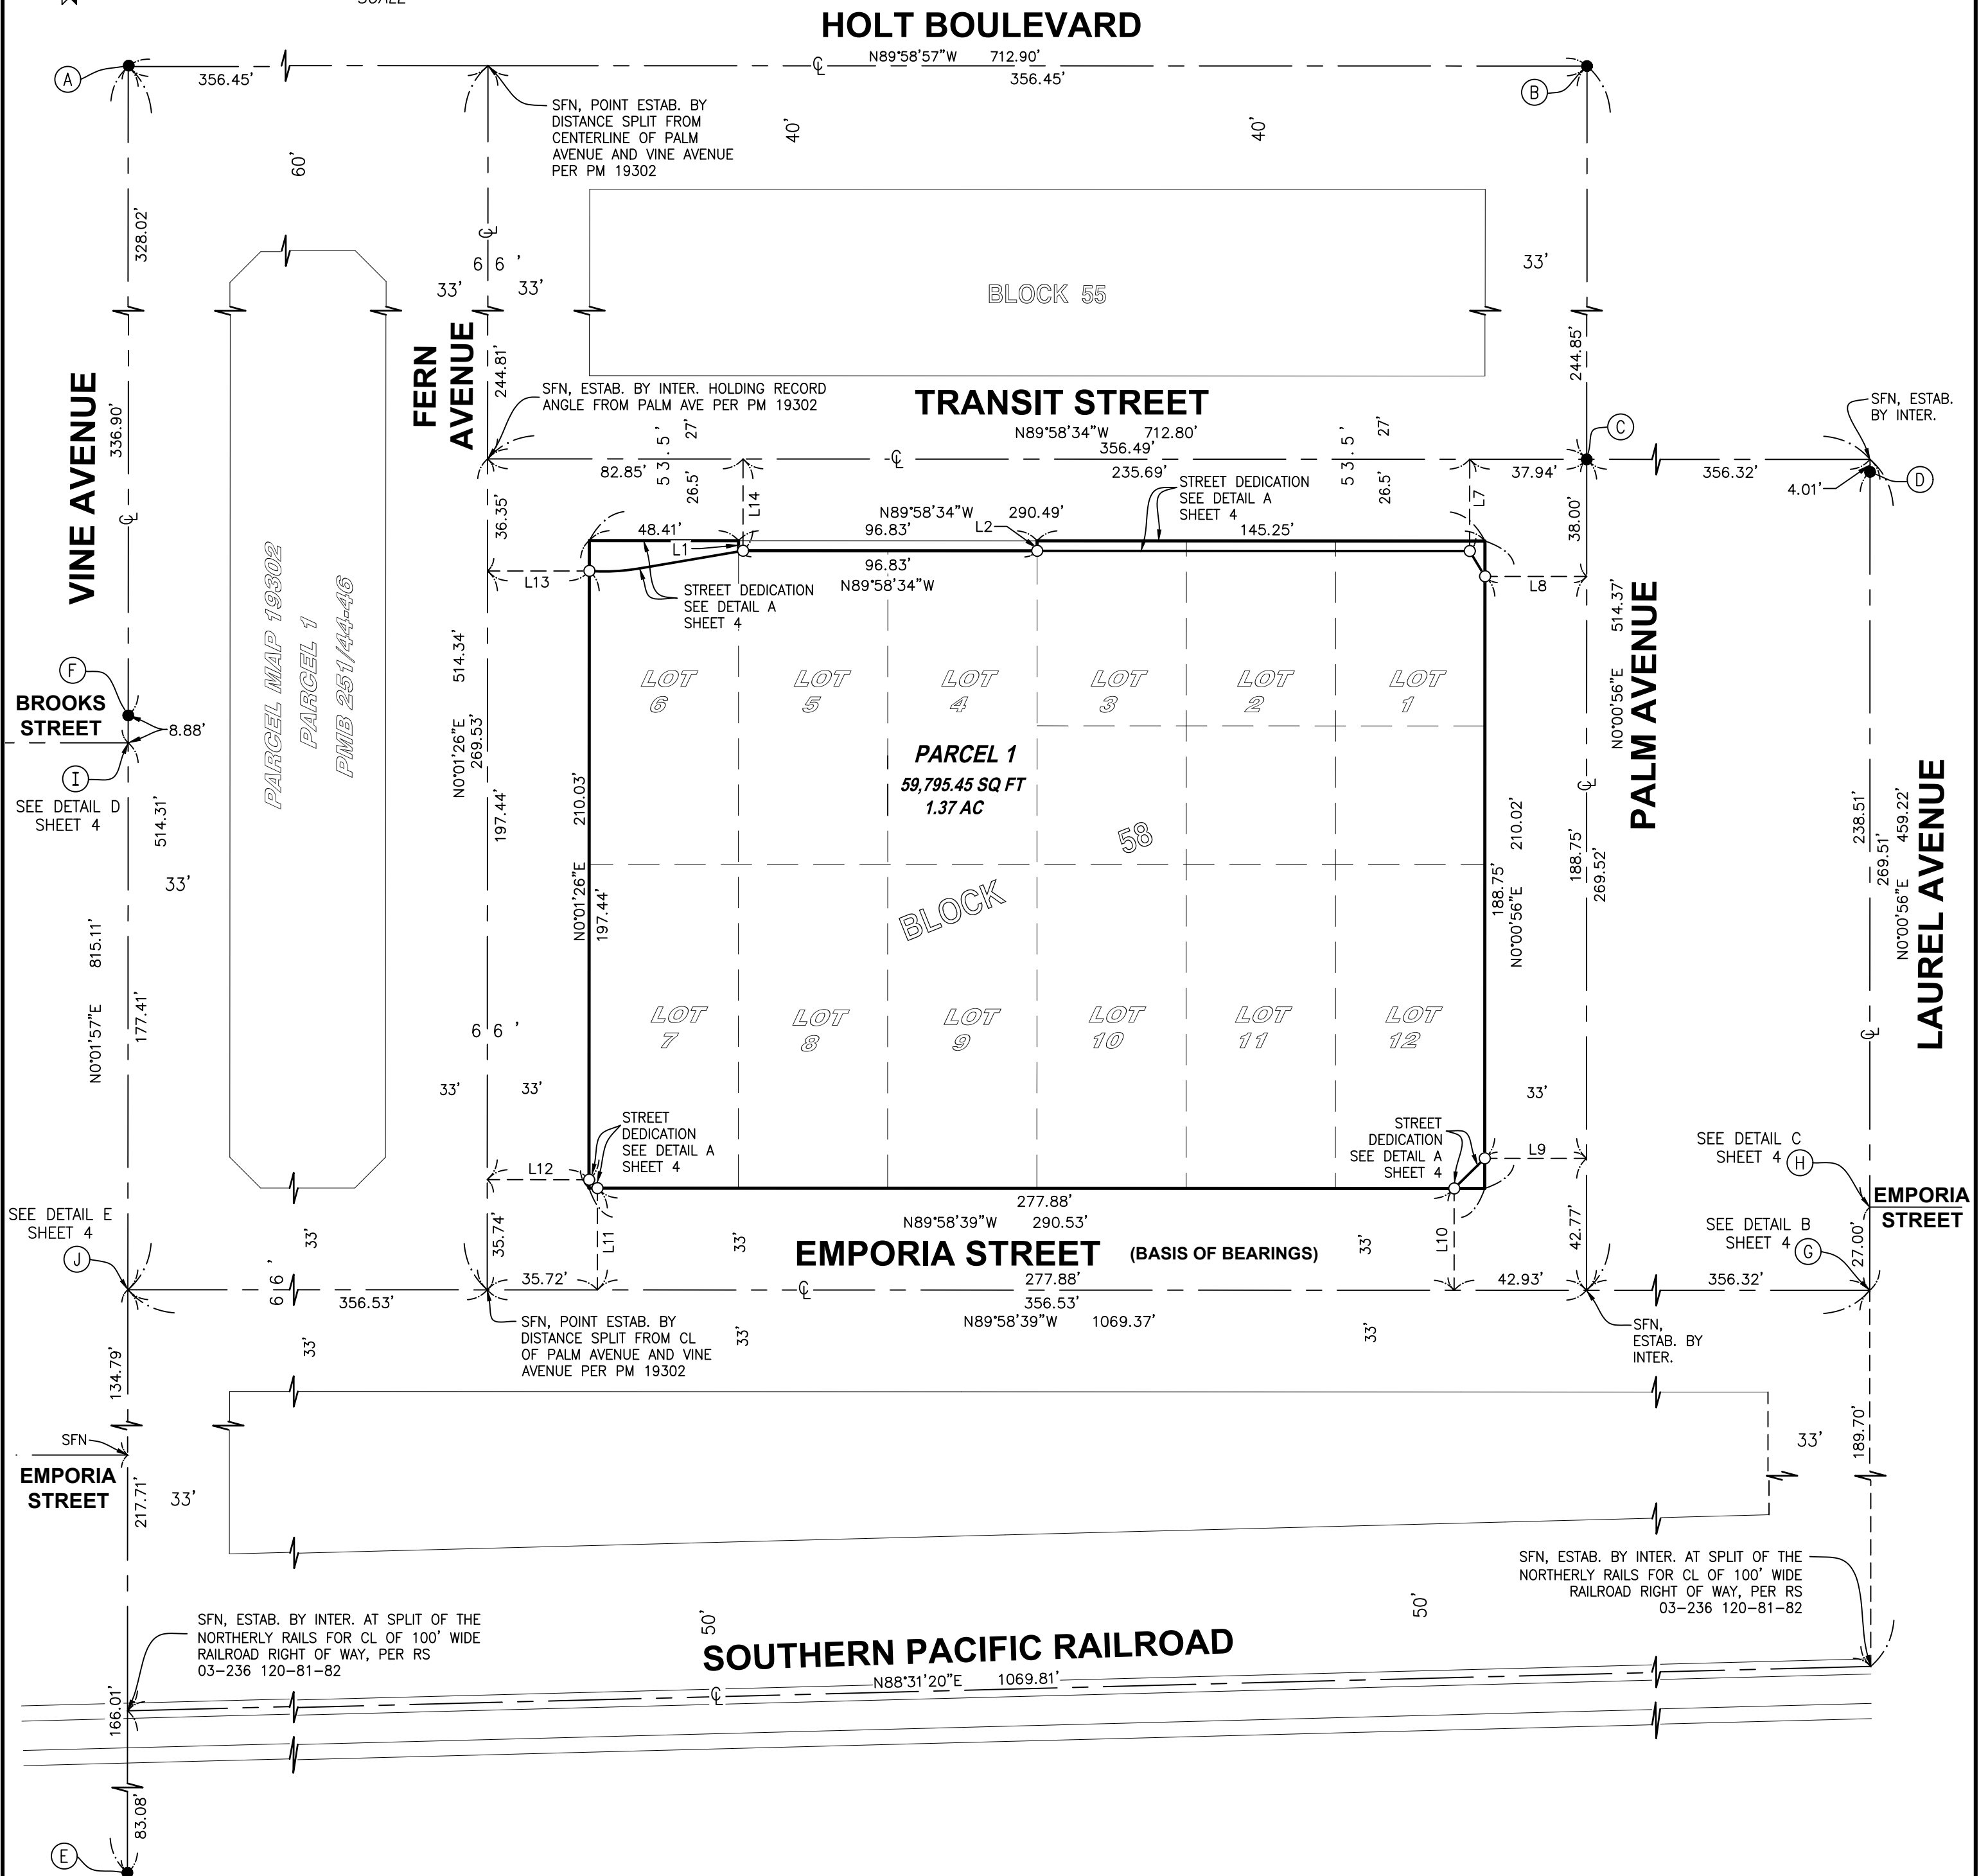 SCALE
HOLT BOULEVARD
N89°58'57"W 712.90'
356.45'
356.45'
A
B
SFN, POINT ESTAB. BY
DISTANCE SPLIT FROM
CENTERLINE OF PALM
AVENUE AND VINE AVENUE
PER PM 19302
40'
40'
60'
328.02'
66'
33'
33'
BLOCK 55
33'
VINE AVENUE
336.90'
FERN
AVENUE
244.81'
244.85'
SFN, ESTAB. BY INTER. HOLDING RECORD
ANGLE FROM PALM AVE PER PM 19302
TRANSIT STREET
N89°58'34"W 712.80'
356.49'
SFN, ESTAB.
BY INTER.
C
D
82.85'
53.5'
27'
26.5'
235.69'
53.5'
27'
26.5'
37.94'
356.32'
4.01'
36.35'
L14
L7
38.00'
STREET DEDICATION
SEE DETAIL A
SHEET 4
N89°58'34"W 290.49'
48.41'
96.83'
L2
145.25'
L1
96.83'
N89°58'34"W
L13
L8
STREET DEDICATION
SEE DETAIL A
SHEET 4
PARCEL MAP 19302
PARCEL 1
PMB 251/44-46
N0°01'26"E 514.34'
269.53'
197.44'
N0°01'26"E 210.03'
197.44'
LOT
6
LOT
5
LOT
4
LOT
3
LOT
2
LOT
1
PARCEL 1
59,795.45 SQ FT
1.37 AC
BLOCK 58
188.75'
N0°00'56"E 210.02'
188.75'
269.52'
N0°00'56"E 514.37'
PALM AVENUE
238.51'
269.51'
N0°00'56"E 459.22'
LAUREL AVENUE
F
BROOKS
STREET
8.88'
I
SEE DETAIL D
SHEET 4
514.31'
33'
N0°01'57"E 815.11'
177.41'
66'
33'
33'
LOT
7
LOT
8
LOT
9
LOT
10
LOT
11
LOT
12
33'
STREET
DEDICATION
SEE DETAIL A
SHEET 4
STREET
DEDICATION
SEE DETAIL A
SHEET 4
L12
L9
SEE DETAIL C
SHEET 4
H
EMPORIA
STREET
277.88'
N89°58'39"W 290.53'
SEE DETAIL E
SHEET 4
J
33'
35.74'
L11
33'
EMPORIA STREET (BASIS OF BEARINGS)
33'
L10
42.77'
SEE DETAIL B
SHEET 4
G
27.00'
66'
356.53'
35.72'
277.88'
356.53'
N89°58'39"W 1069.37'
42.93'
356.32'
33'
SFN, POINT ESTAB. BY
DISTANCE SPLIT FROM CL
OF PALM AVENUE AND VINE
AVENUE PER PM 19302
33'
33'
SFN,
ESTAB. BY
INTER.
134.79'
SFN
EMPORIA
STREET
217.71'
33'
189.70'
33'
SFN, ESTAB. BY INTER. AT SPLIT OF THE
NORTHERLY RAILS FOR CL OF 100' WIDE
RAILROAD RIGHT OF WAY, PER RS
03-236 120-81-82
SFN, ESTAB. BY INTER. AT SPLIT OF THE
NORTHERLY RAILS FOR CL OF 100' WIDE
RAILROAD RIGHT OF WAY, PER RS
03-236 120-81-82
50'
50'
SOUTHERN PACIFIC RAILROAD
N88°31'20"E 1069.81'
166.01'
83.08'
E